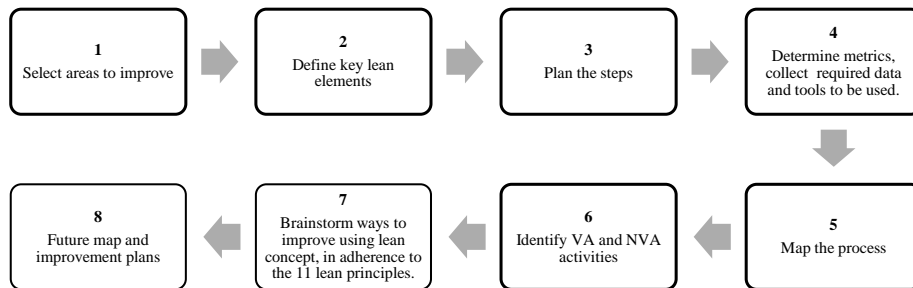 1
Select areas to improve
2
Define key lean
elements
3
Plan the steps
4
Determine metrics,
collect required data
and tools to be used.
5
Map the process
6
Identify VA and NVA
activities
7
Brainstorm ways to
improve using lean
concept, in adherence to
the 11 lean principles.
8
Future map and
improvement plans